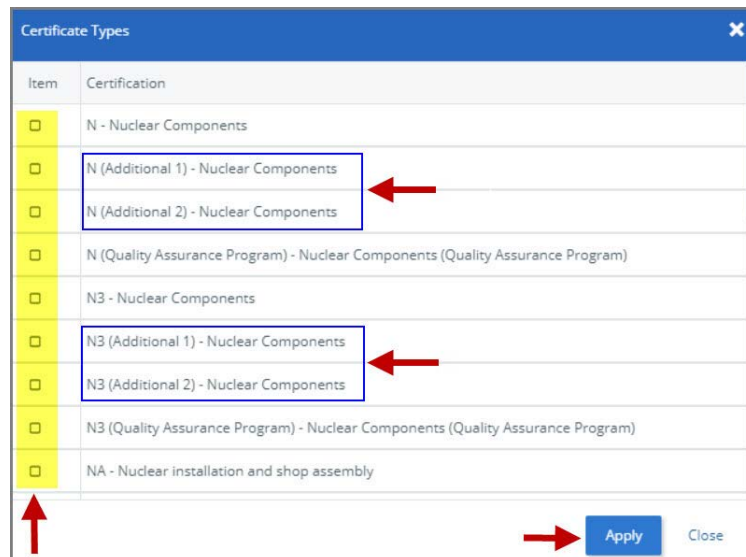 Certificate Types
Item Certification
N - Nuclear Components
N (Additional 1) - Nuclear Components
N (Additional 2) - Nuclear Components
N (Quality Assurance Program) - Nuclear Components (Quality Assurance Program)
N3 - Nuclear Components
N3 (Additional 1) - Nuclear Components
N3 (Additional 2) - Nuclear Components
N3 (Quality Assurance Program) - Nuclear Components (Quality Assurance Program)
NA - Nuclear installation and shop assembly
Apply Close